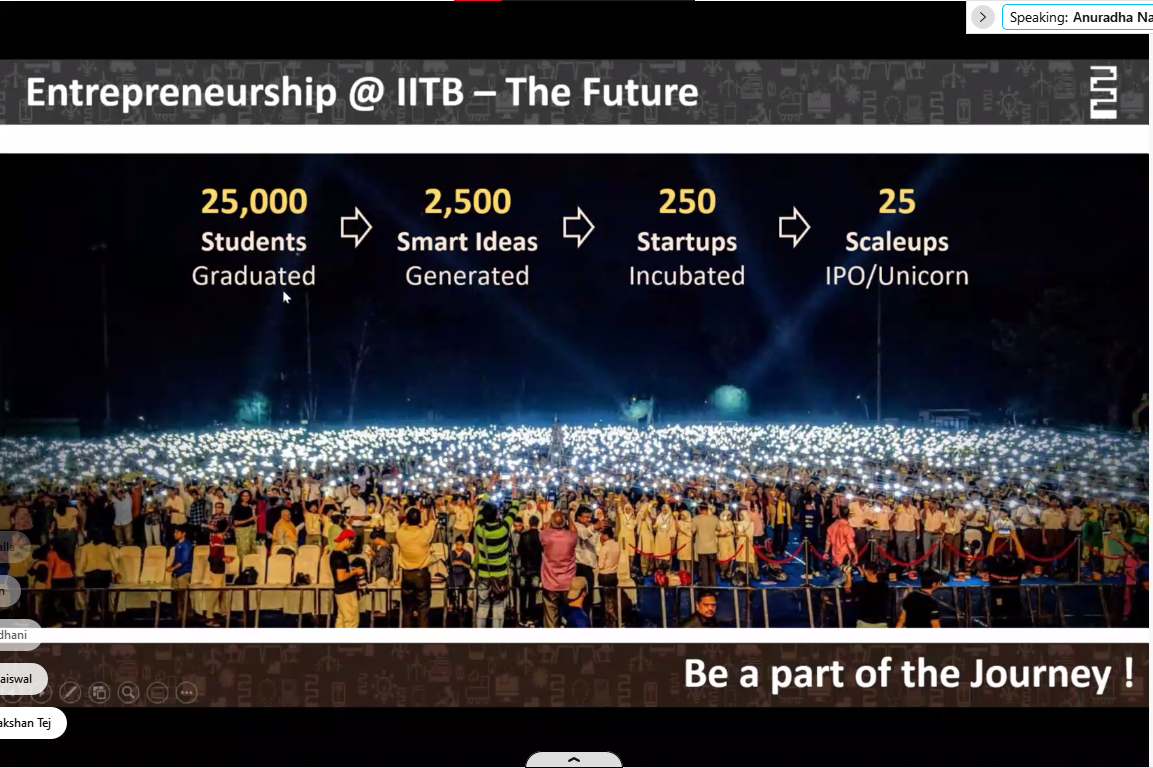 Speaking: Anuradha Na
Entrepreneurship @ IITB – The Future
25,000
Students
Graduated
2,500
Smart Ideas
Generated
250
Startups
Incubated
25
Scaleups
IPO/Unicorn
dhani
aiswal
akshan Tej
Be a part of the Journey !